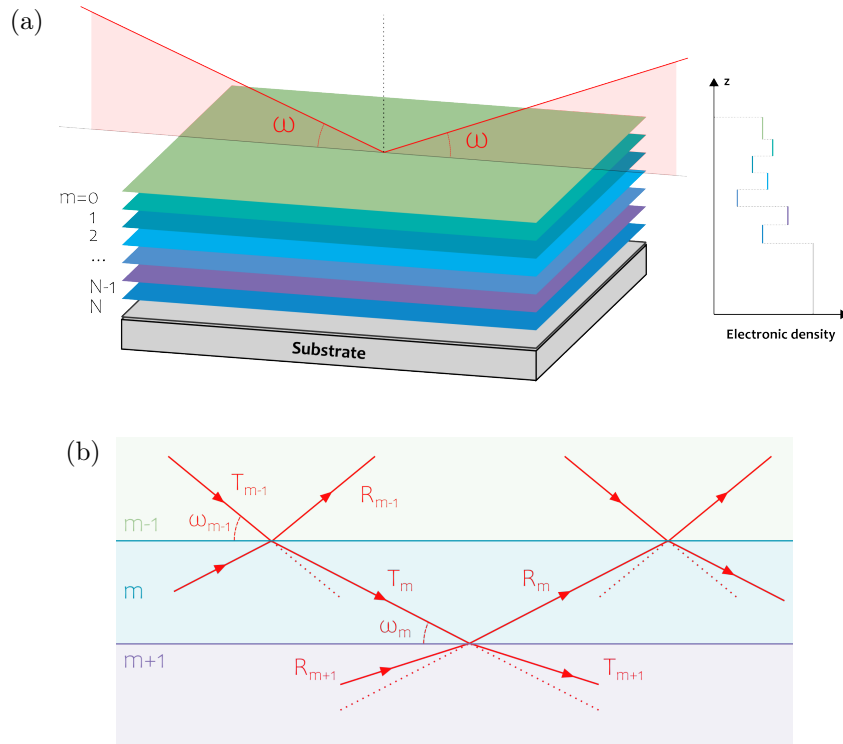 (a)
z
ω
ω
m=0
1
2
...
N-1
N
Substrate
Electronic density
(b)
T_{m-1}
R_{m-1}
ω_{m-1}
m-1
T_m
R_m
m
ω_m
m+1
R_{m+1}
T_{m+1}